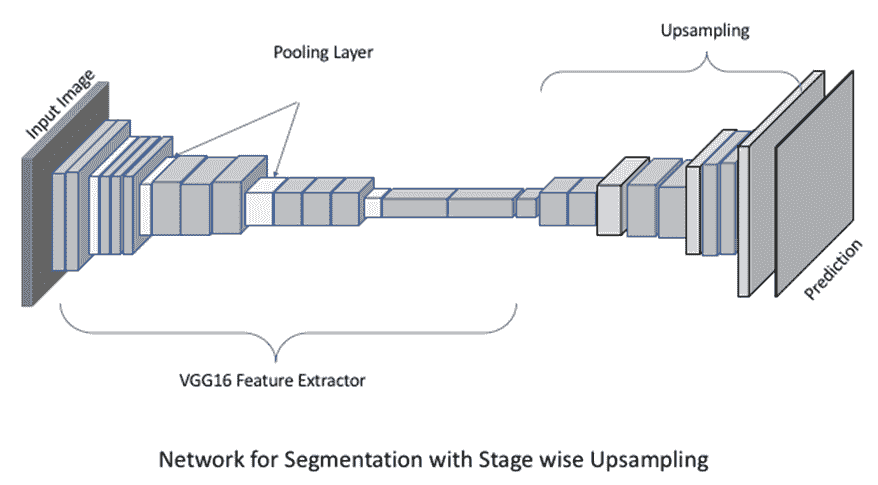 Upsampling
Pooling Layer
Input Image
Prediction
VGG16 Feature Extractor
Network for Segmentation with Stage wise Upsampling